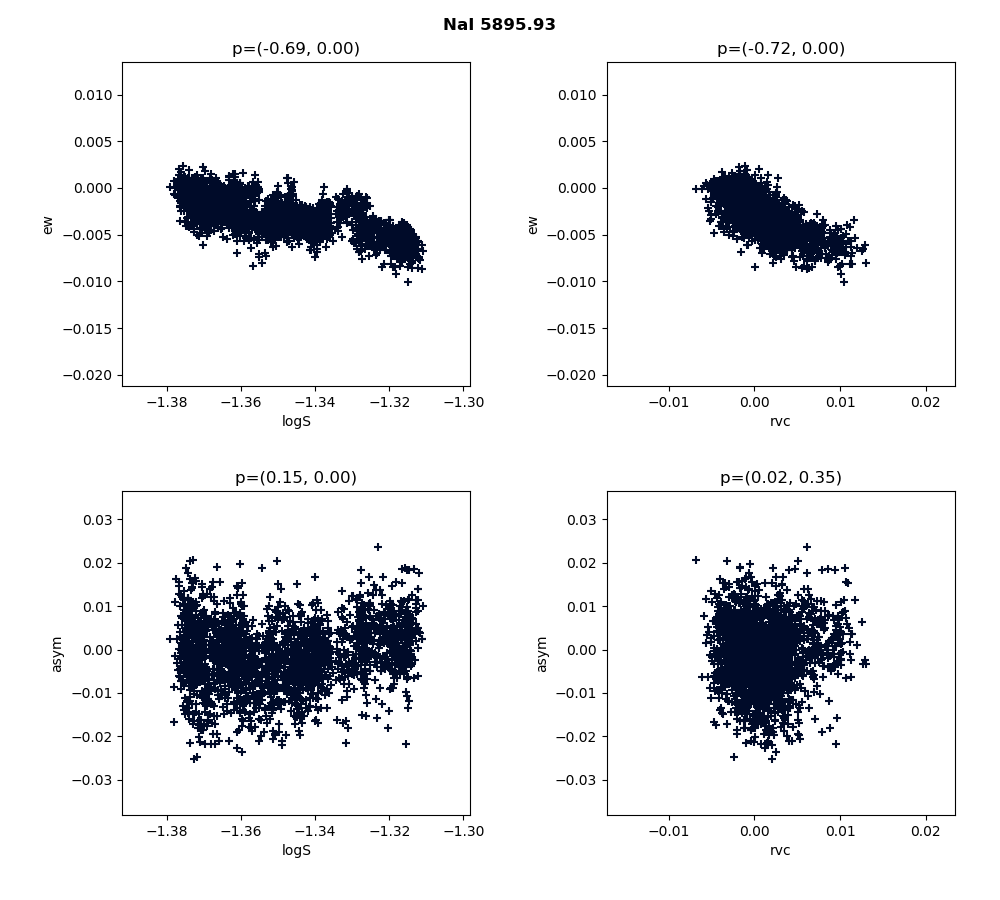 NaI 5895.93
p=(-0.69, 0.00)
0.010
0.005
0.000
−0.005
−0.010
−0.015
−0.020
ew
−1.38 −1.36 −1.34 −1.32 −1.30
logS
p=(-0.72, 0.00)
0.010
0.005
0.000
−0.005
−0.010
−0.015
−0.020
ew
−0.01 0.00 0.01 0.02
rvc
p=(0.15, 0.00)
0.03
0.02
0.01
0.00
−0.01
−0.02
−0.03
asym
−1.38 −1.36 −1.34 −1.32 −1.30
logS
p=(0.02, 0.35)
0.03
0.02
0.01
0.00
−0.01
−0.02
−0.03
asym
−0.01 0.00 0.01 0.02
rvc